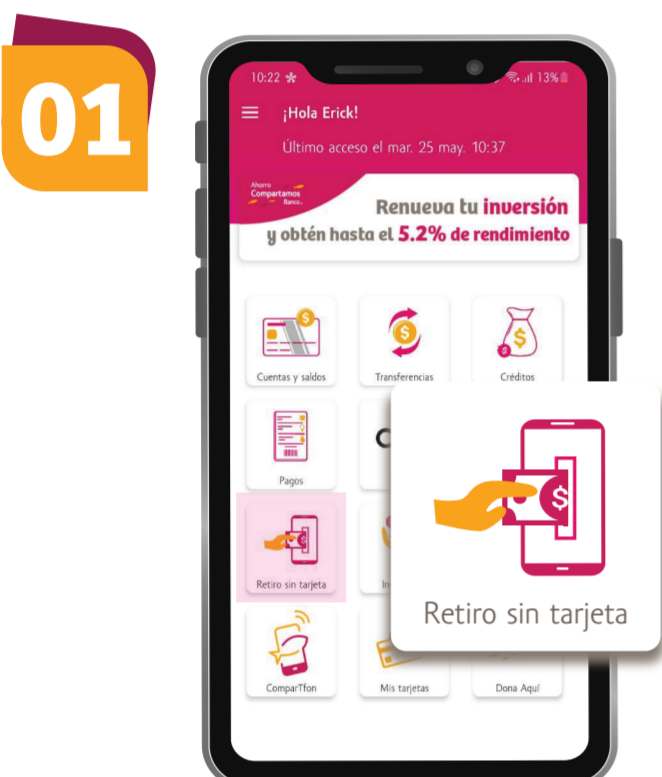 01
10:22
13%
¡Hola Erick!
Último acceso el mar. 25 may. 10:37
Ahorro
Compartamos
Banco.
Renueva tu inversión
y obtén hasta el 5.2% de rendimiento
$
$
$
$
Cuentas y saldos
Transferencias
Créditos
Pagos
$
$
Retiro sin tarjeta
Retiro sin tarjeta
ComparTfon
Mis tarjetas
Dona Aquí